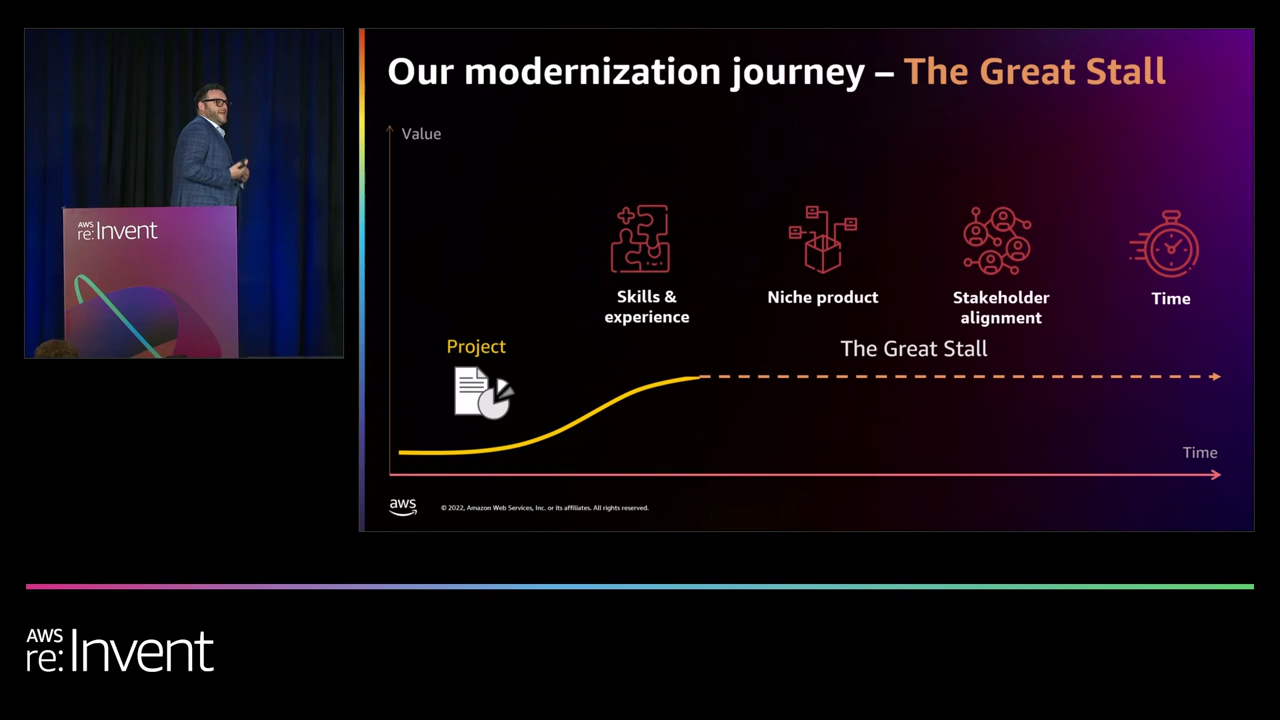 AWS
re:Invent
Our modernization journey – The Great Stall
Value
Skills &
experience
Niche product
Stakeholder
alignment
Time
Project
The Great Stall
Time
aws
© 2022, Amazon Web Services, Inc. or its affiliates. All rights reserved.
AWS
re:Invent